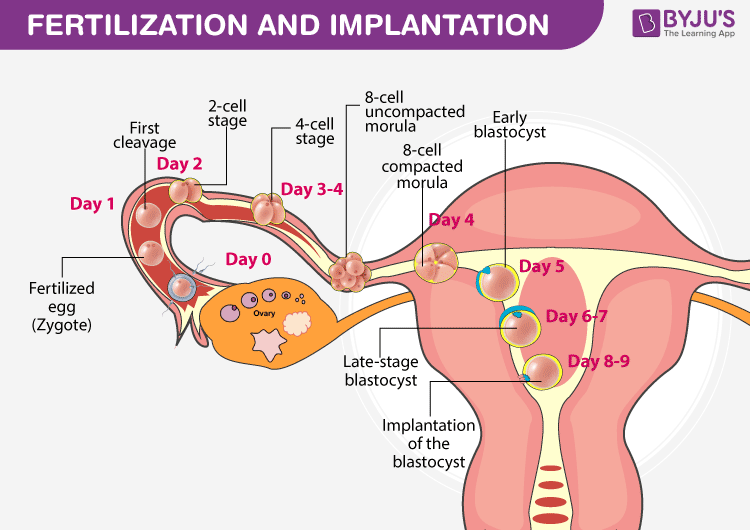 FERTILIZATION AND IMPLANTATION
BYJU'S
The Learning App
First
cleavage
2-cell
stage
4-cell
stage
8-cell
uncompacted
morula
8-cell
compacted
morula
Early
blastocyst
Day 2
Day 1
Day 3-4
Day 4
Day 0
Day 5
Fertilized
egg
(Zygote)
Ovary
Day 6-7
Late-stage
blastocyst
Day 8-9
Implantation
of the
blastocyst